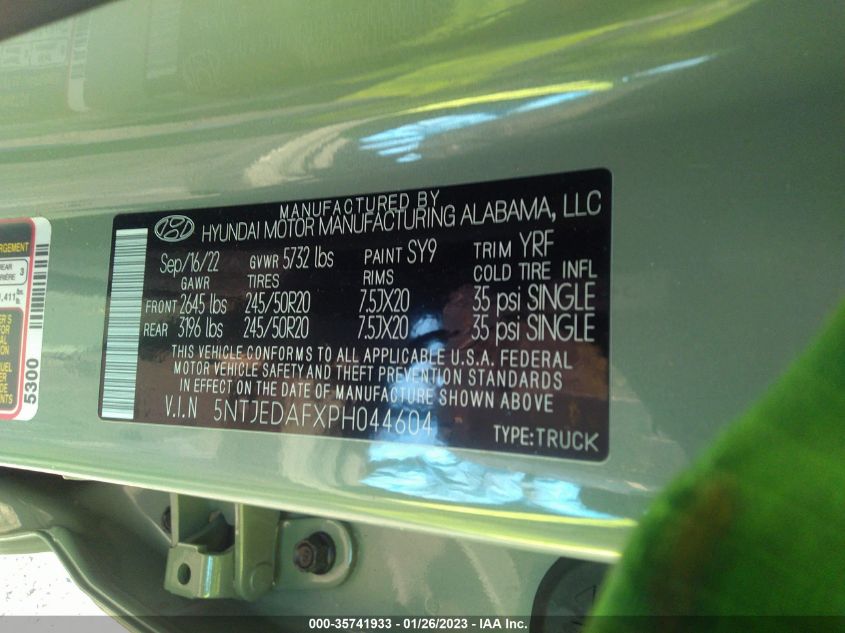 MANUFACTURED BY
HYUNDAI MOTOR MANUFACTURING ALABAMA, LLC
Sep/16/22 GVWR 5732 lbs PAINT SY9 TRIM YRF
GAWR TIRES RIMS COLD TIRE INFL
FRONT 2645 lbs 245/50R20 7.5JX20 35 psi SINGLE
REAR 3196 lbs 245/50R20 7.5JX20 35 psi SINGLE
THIS VEHICLE CONFORMS TO ALL APPLICABLE U.S.A. FEDERAL
MOTOR VEHICLE SAFETY AND THEFT PREVENTION STANDARDS
IN EFFECT ON THE DATE OF MANUFACTURE SHOWN ABOVE
V.I.N 5NTJEDAFXPH044604
TYPE:TRUCK
5300
000-35741933 - 01/26/2023 - IAA Inc.